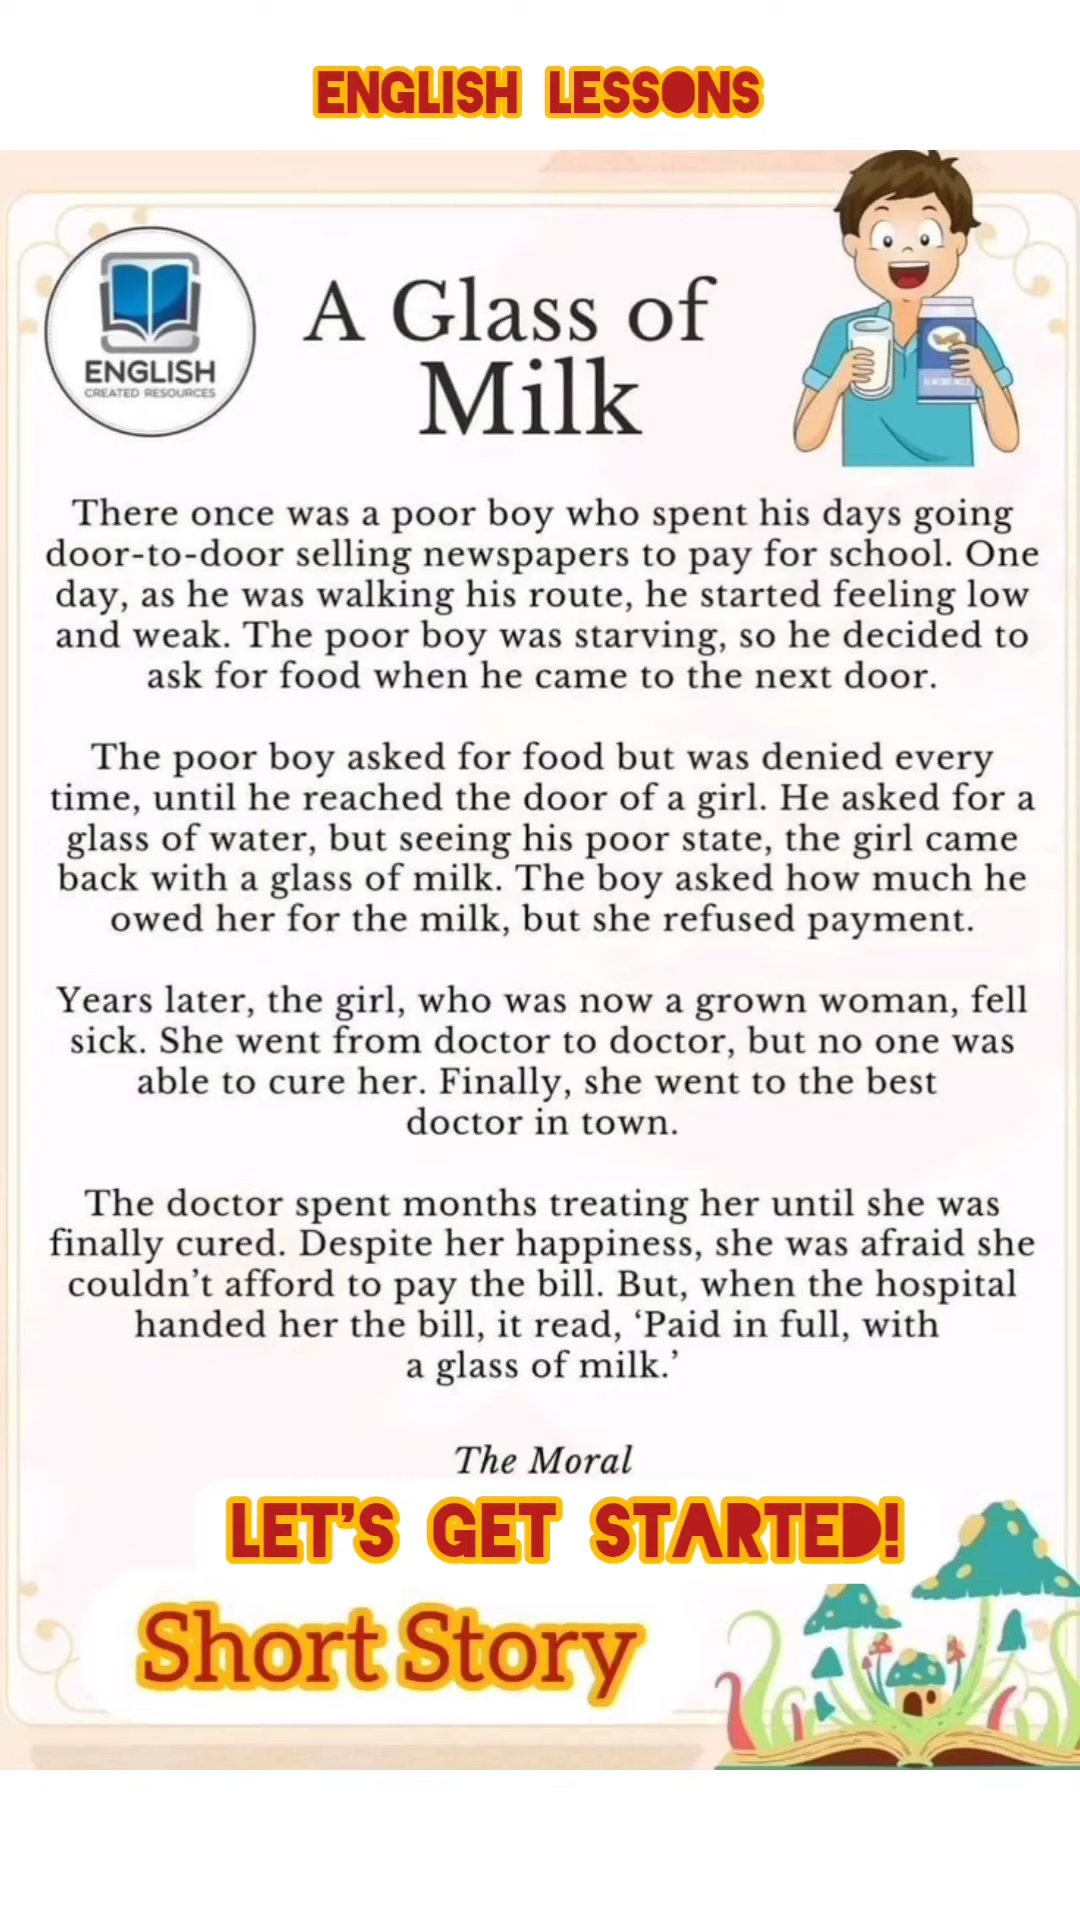 ENGLISH LESSONS
ENGLISH
CREATED RESOURCES
A Glass of
Milk
There once was a poor boy who spent his days going
door-to-door selling newspapers to pay for school. One
day, as he was walking his route, he started feeling low
and weak. The poor boy was starving, so he decided to
ask for food when he came to the next door.
The poor boy asked for food but was denied every
time, until he reached the door of a girl. He asked for a
glass of water, but seeing his poor state, the girl came
back with a glass of milk. The boy asked how much he
owed her for the milk, but she refused payment.
Years later, the girl, who was now a grown woman, fell
sick. She went from doctor to doctor, but no one was
able to cure her. Finally, she went to the best
doctor in town.
The doctor spent months treating her until she was
finally cured. Despite her happiness, she was afraid she
couldn’t afford to pay the bill. But, when the hospital
handed her the bill, it read, ‘Paid in full, with
a glass of milk.’
The Moral
LET'S GET STARTED!
Short Story